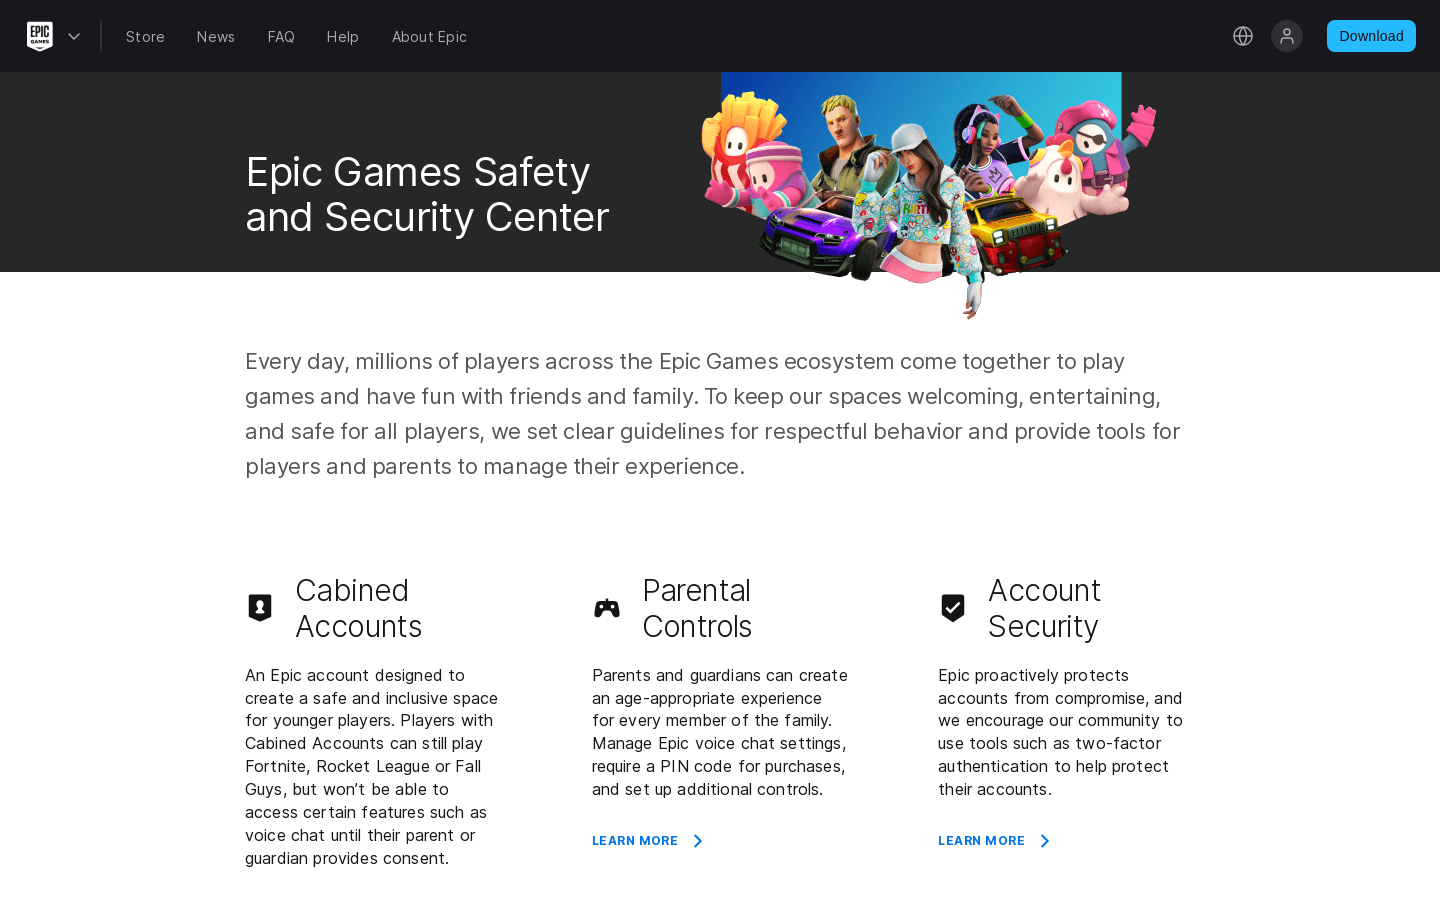 EPIC
GAMES
Store
News
FAQ
Help
About Epic
Download
Epic Games Safety
and Security Center
Every day, millions of players across the Epic Games ecosystem come together to play
games and have fun with friends and family. To keep our spaces welcoming, entertaining,
and safe for all players, we set clear guidelines for respectful behavior and provide tools for
players and parents to manage their experience.
Cabined
Accounts
An Epic account designed to
create a safe and inclusive space
for younger players. Players with
Cabined Accounts can still play
Fortnite, Rocket League or Fall
Guys, but won’t be able to
access certain features such as
voice chat until their parent or
guardian provides consent.
Parental
Controls
Parents and guardians can create
an age-appropriate experience
for every member of the family.
Manage Epic voice chat settings,
require a PIN code for purchases,
and set up additional controls.
LEARN MORE
Account
Security
Epic proactively protects
accounts from compromise, and
we encourage our community to
use tools such as two-factor
authentication to help protect
their accounts.
LEARN MORE